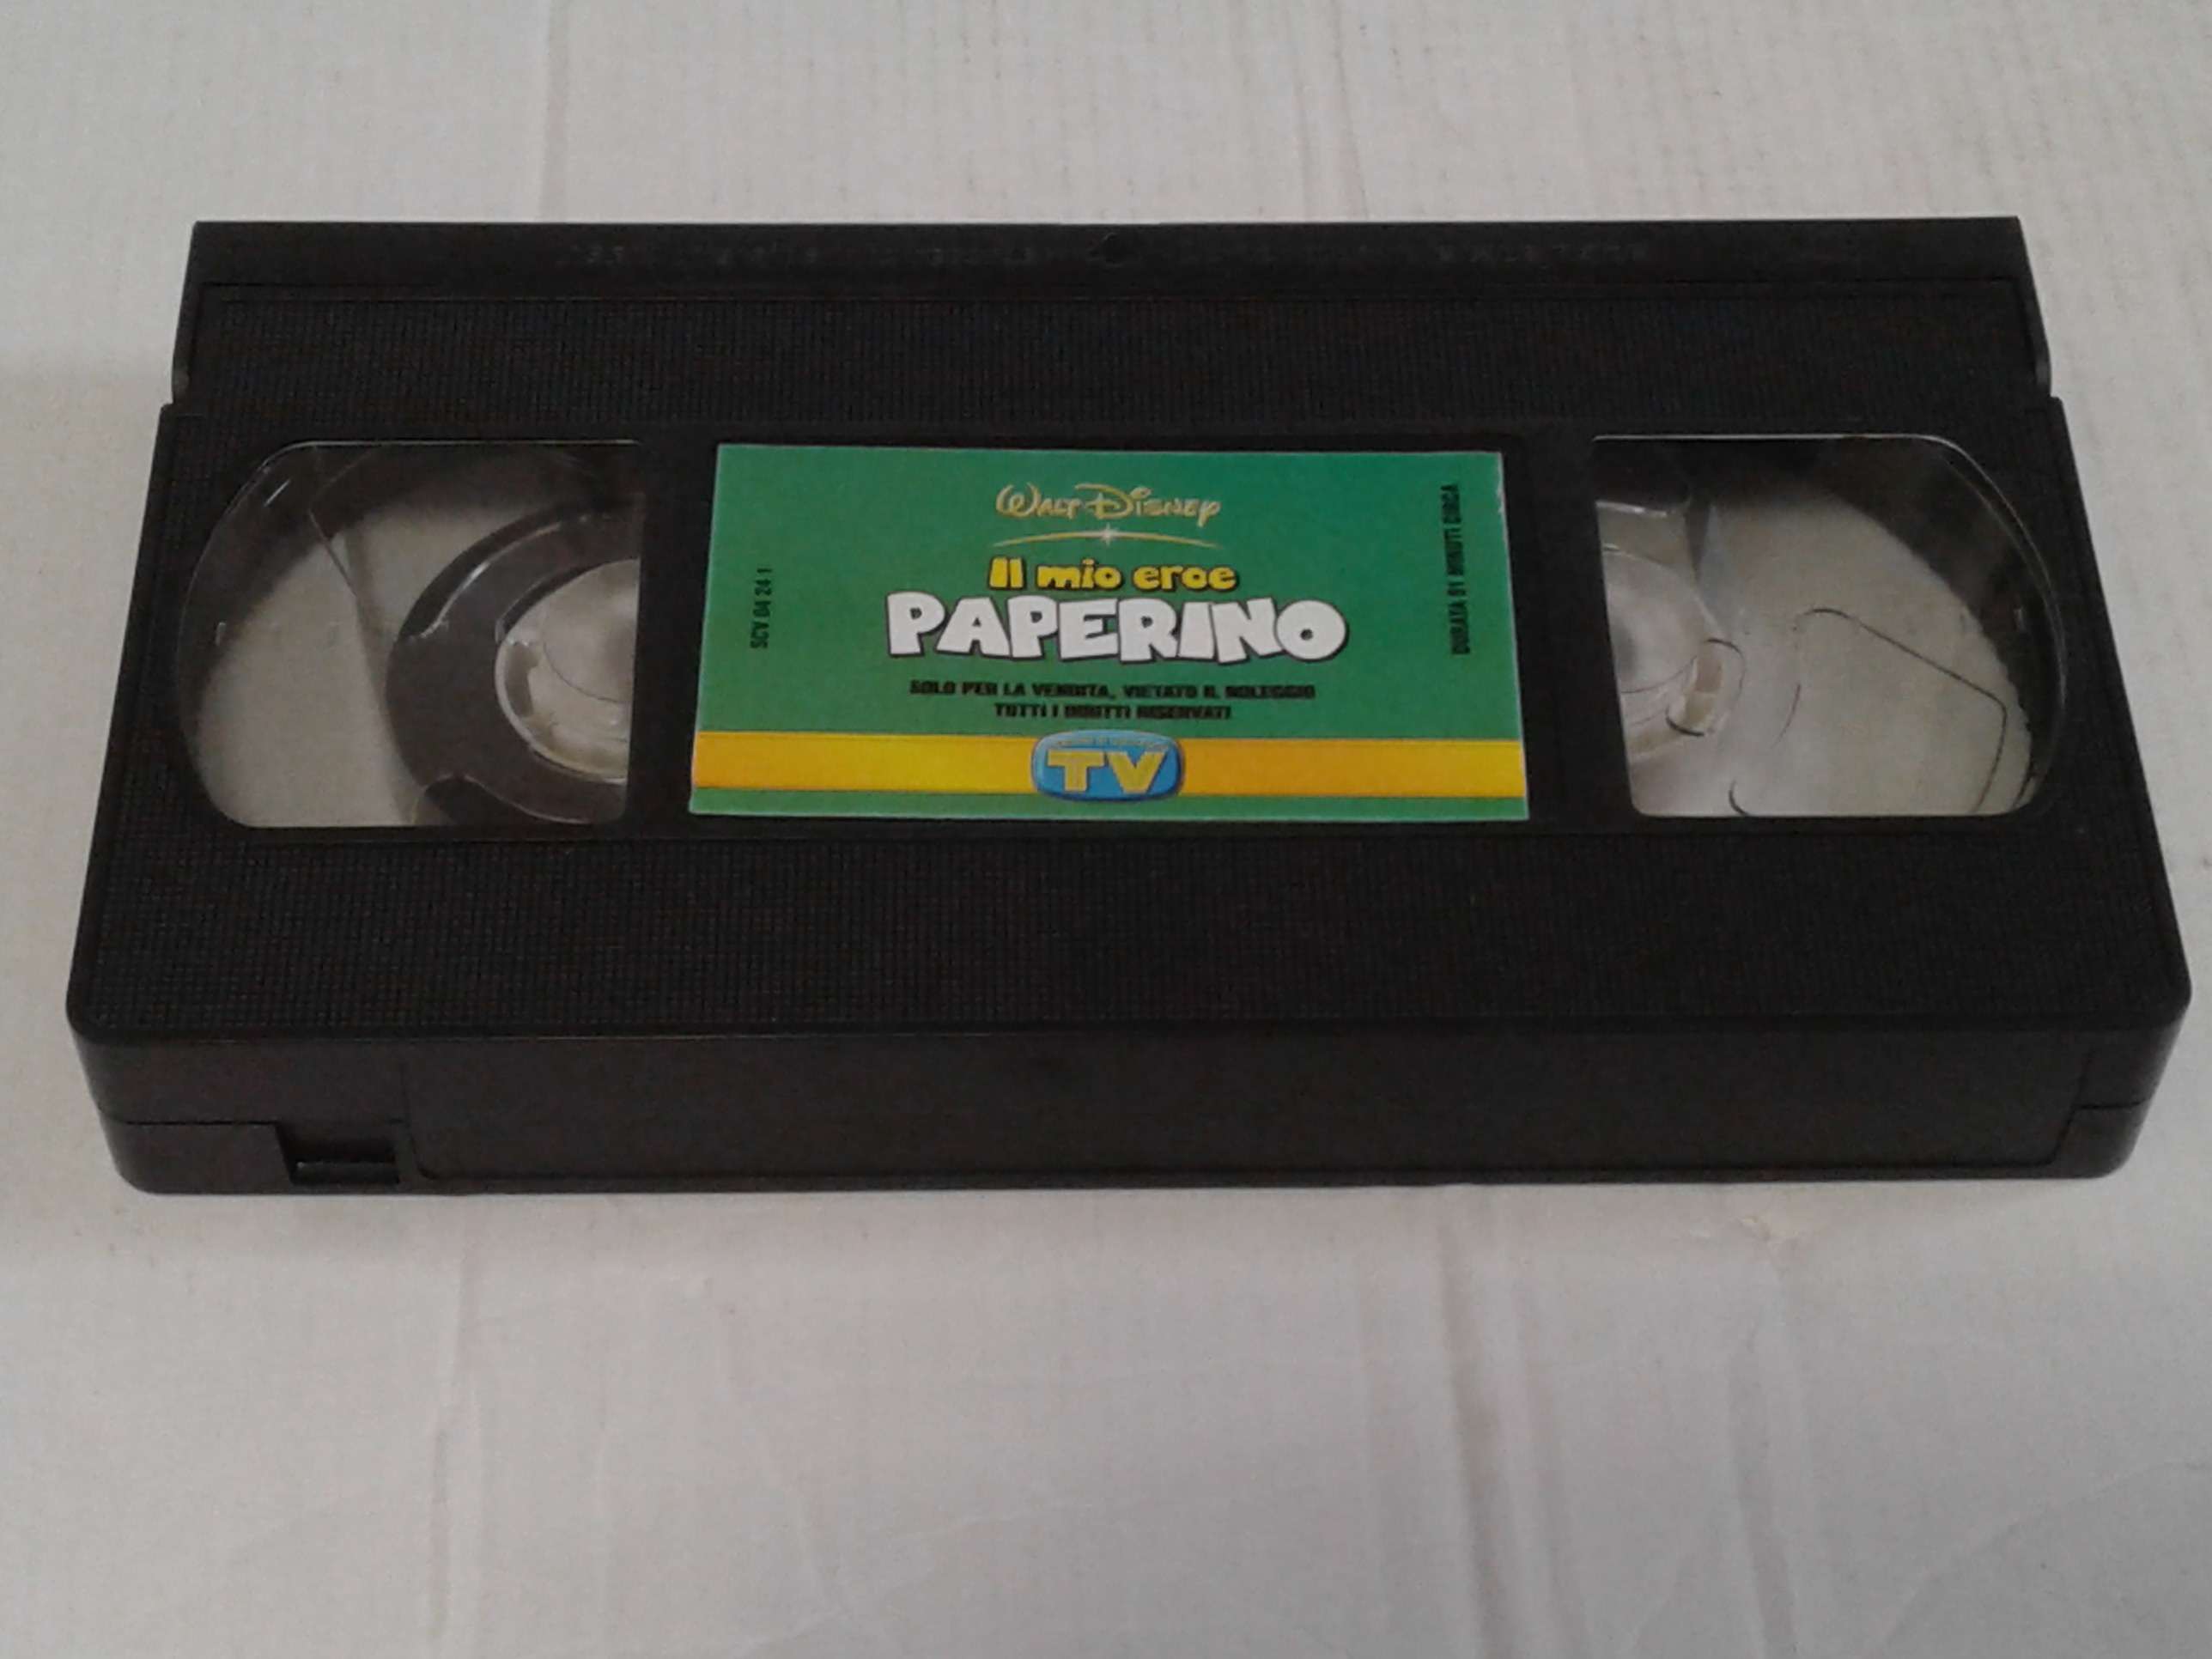 WALT DISNEY
Il mio eroe
PAPERINO
SOLO PER LA VENDITA, VIETATO IL NOLEGGIO
TUTTI I DIRITTI RISERVATI
TV
SCV 04 24 1
DURATA 61 MINUTI CIRCA